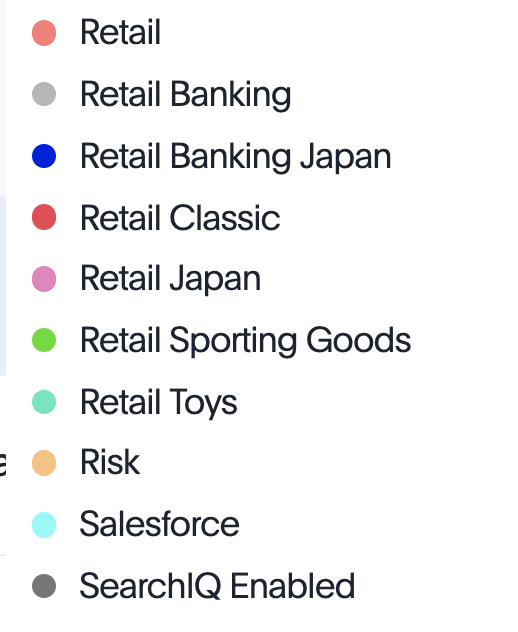 Retail
Retail Banking
Retail Banking Japan
Retail Classic
Retail Japan
Retail Sporting Goods
Retail Toys
Risk
Salesforce
SearchIQ Enabled